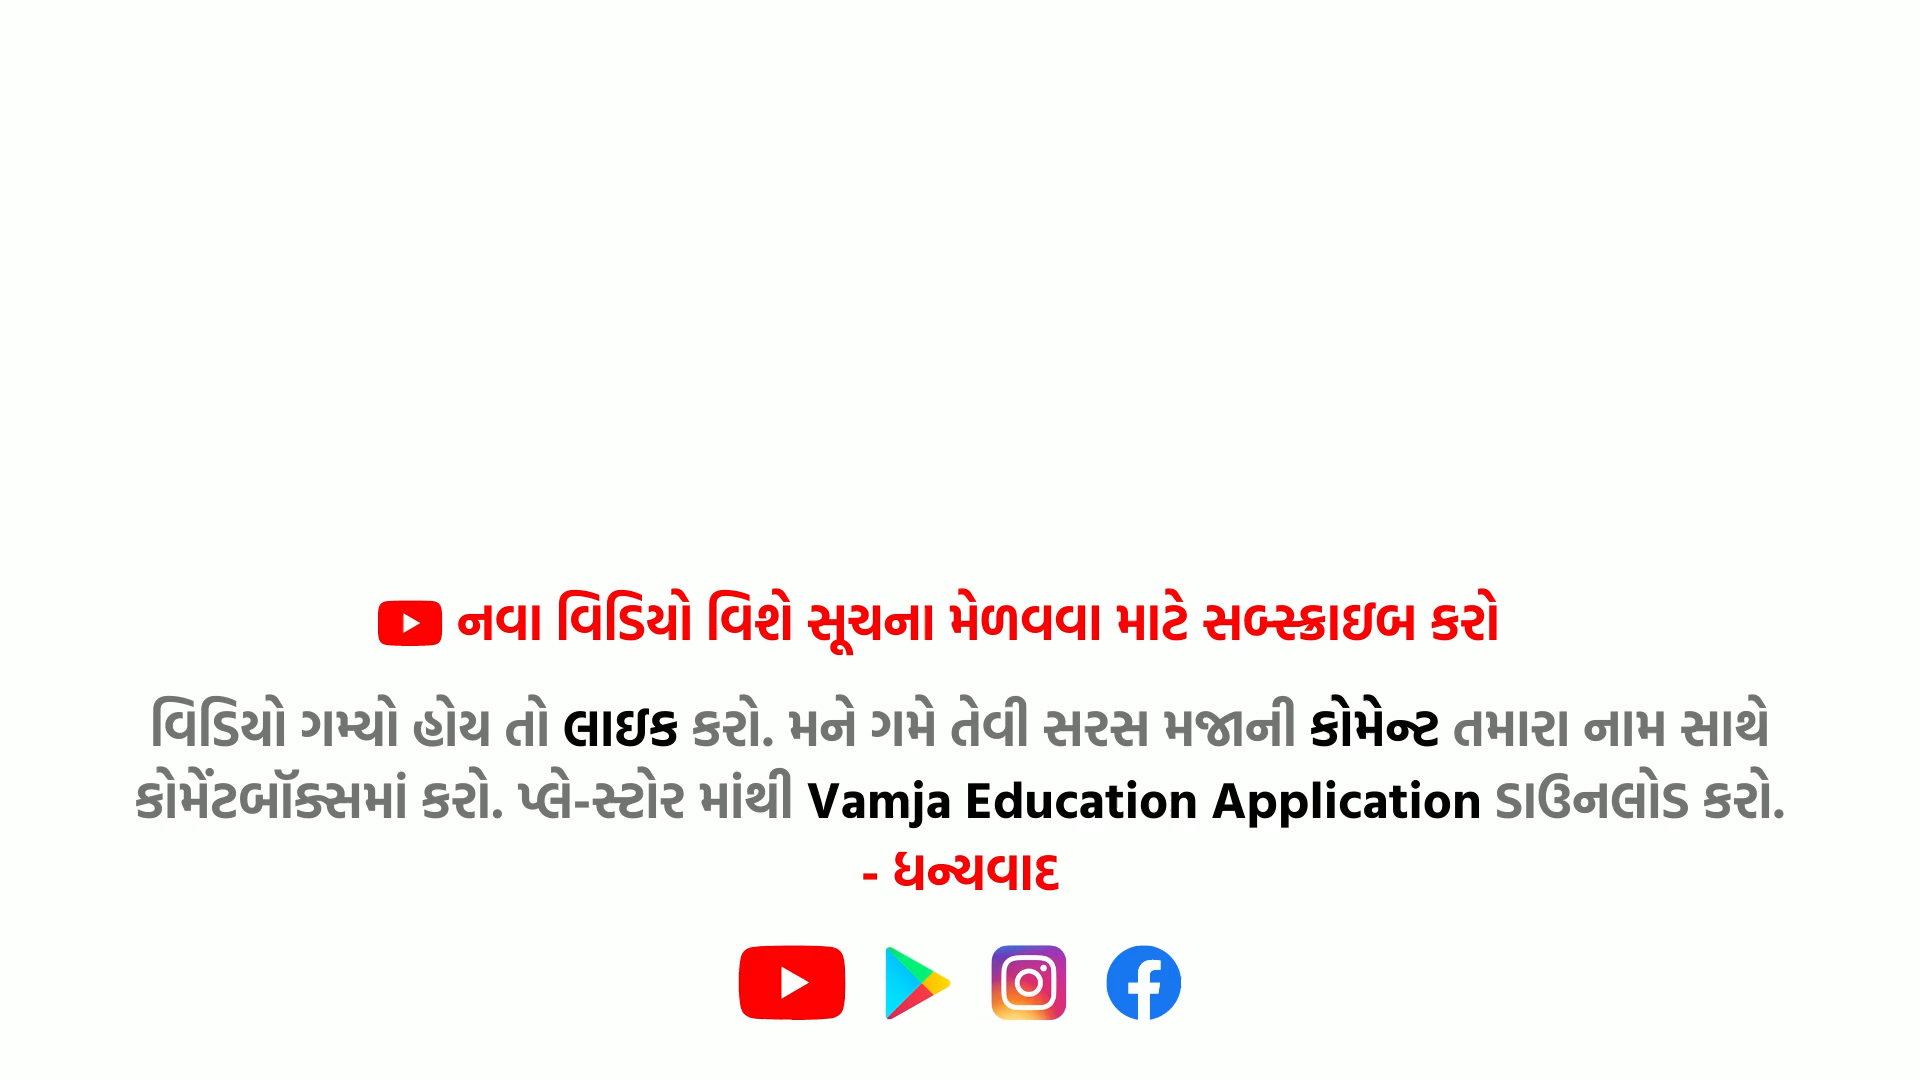 નવા વિડિયો વિશે સૂચના મેળવવા માટે સબ્સ્ક્રાઇબ કરો
વિડિયો ગમ્યો હોય તો લાઇક કરો. મને ગમે તેવી સરસ મજાની કોમેન્ટ તમારા નામ સાથે
કોમેંટબૉક્સમાં કરો. પ્લે-સ્ટોર માંથી Vamja Education Application ડાઉનલોડ કરો.
- ધન્યવાદ